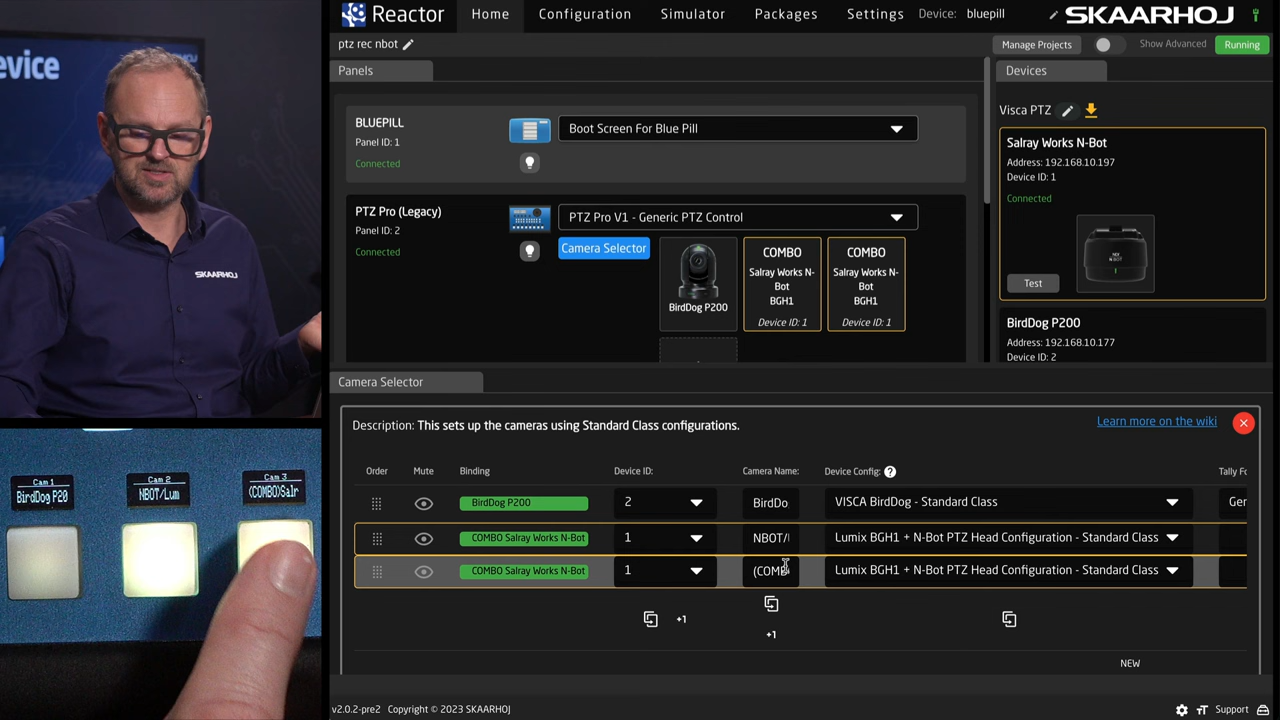 evice
SKAARHOJ
SKAARHOJ
Cam 1
BirdDog P20
Cam 2
NBOT/Lum
Cam 3
(COMBO)Salr
Reactor
Home
Configuration
Simulator
Packages
Settings
Device:
bluepill
SKAARHOJ
ptz rec nbot
Manage Projects
Show Advanced
Running
Panels
Devices
BLUEPILL
Panel ID: 1
Connected
Boot Screen For Blue Pill
PTZ Pro (Legacy)
Panel ID: 2
Connected
PTZ Pro V1 - Generic PTZ Control
Camera Selector
BirdDog P200
COMBO
Salray Works N-
Bot
BGH1
Device ID: 1
COMBO
Salray Works N-
Bot
BGH1
Device ID: 1
Visca PTZ
Salray Works N-Bot
Address: 192.168.10.197
Device ID: 1
Connected
Test
BirdDog P200
Address: 192.168.10.177
Device ID: 2
Camera Selector
Description: This sets up the cameras using Standard Class configurations.
Learn more on the wiki
Order
Mute
Binding
Device ID:
Camera Name:
Device Config:
?
Tally Fo
BirdDog P200
2
BirdDo
VISCA BirdDog - Standard Class
Ger
COMBO Salray Works N-Bot
1
NBOT/
Lumix BGH1 + N-Bot PTZ Head Configuration - Standard Class
COMBO Salray Works N-Bot
1
(COMB
Lumix BGH1 + N-Bot PTZ Head Configuration - Standard Class
+1
+1
NEW
v2.0.2-pre2 Copyright © 2023 SKAARHOJ
Support